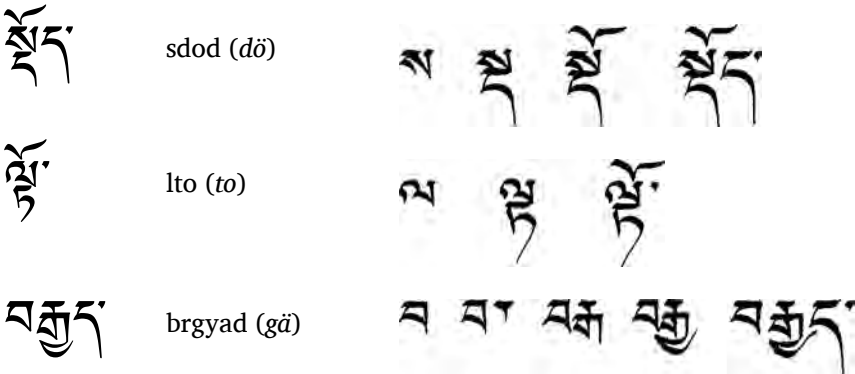 སྡོད་ sdod (dö) ས སྡ སྡོ སྡོད་
ལྟོ་ lto (to) ལ ལྟ ལྟོ་
བརྒྱད་ brgyad (gä) བ བར བརྒ བརྒྱ བརྒྱད་